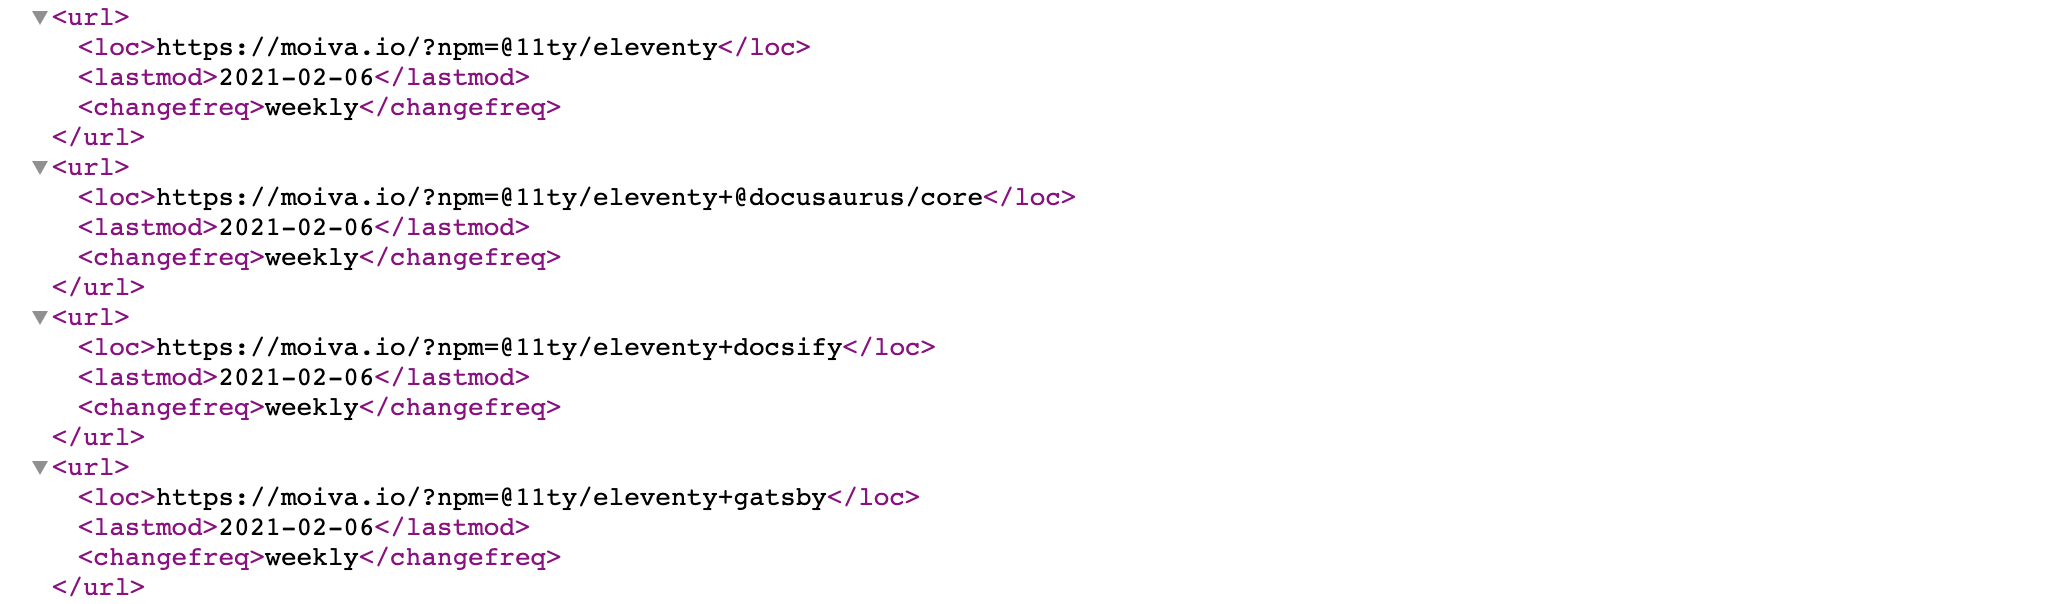 <url>
<loc>https://moiva.io/?npm=@11ty/eleventy</loc>
<lastmod>2021-02-06</lastmod>
<changefreq>weekly</changefreq>
</url>
<url>
<loc>https://moiva.io/?npm=@11ty/eleventy+@docusaurus/core</loc>
<lastmod>2021-02-06</lastmod>
<changefreq>weekly</changefreq>
</url>
<url>
<loc>https://moiva.io/?npm=@11ty/eleventy+docsify</loc>
<lastmod>2021-02-06</lastmod>
<changefreq>weekly</changefreq>
</url>
<url>
<loc>https://moiva.io/?npm=@11ty/eleventy+gatsby</loc>
<lastmod>2021-02-06</lastmod>
<changefreq>weekly</changefreq>
</url>